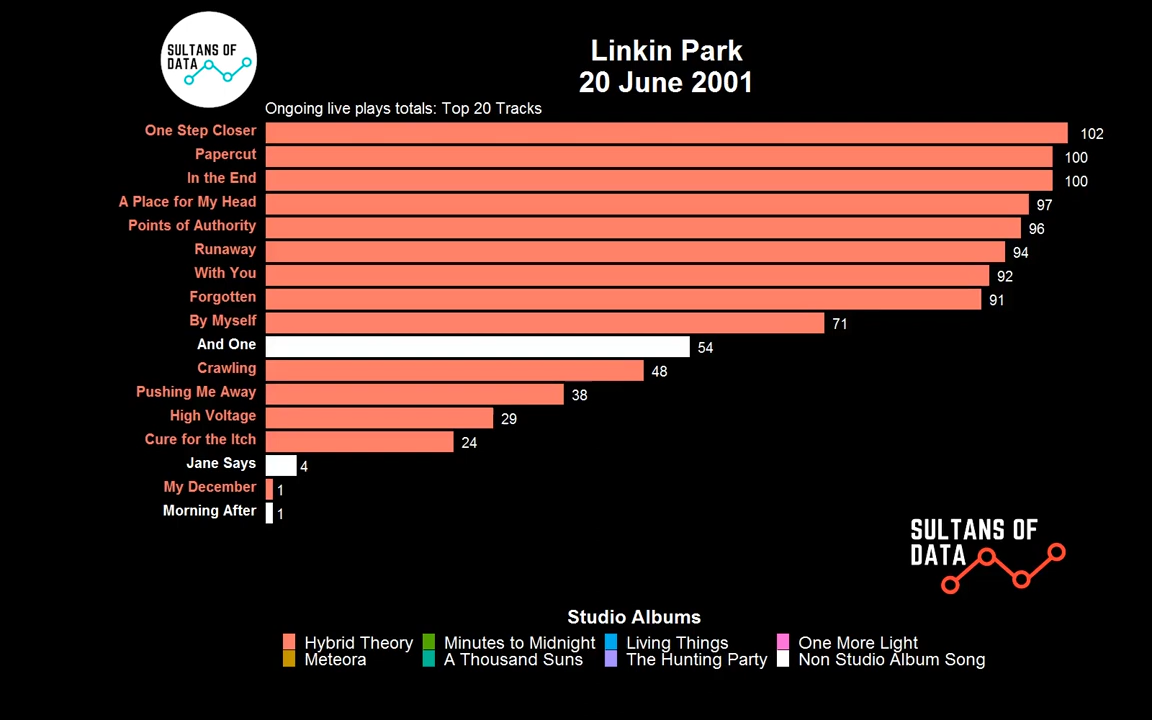 SULTANS OF
DATA
Linkin Park
20 June 2001
Ongoing live plays totals: Top 20 Tracks
One Step Closer 102
Papercut 100
In the End 100
A Place for My Head 97
Points of Authority 96
Runaway 94
With You 92
Forgotten 91
By Myself 71
And One 54
Crawling 48
Pushing Me Away 38
High Voltage 29
Cure for the Itch 24
Jane Says 4
My December 1
Morning After 1
SULTANS OF
DATA
Studio Albums
Hybrid Theory Minutes to Midnight Living Things One More Light
Meteora A Thousand Suns The Hunting Party Non Studio Album Song